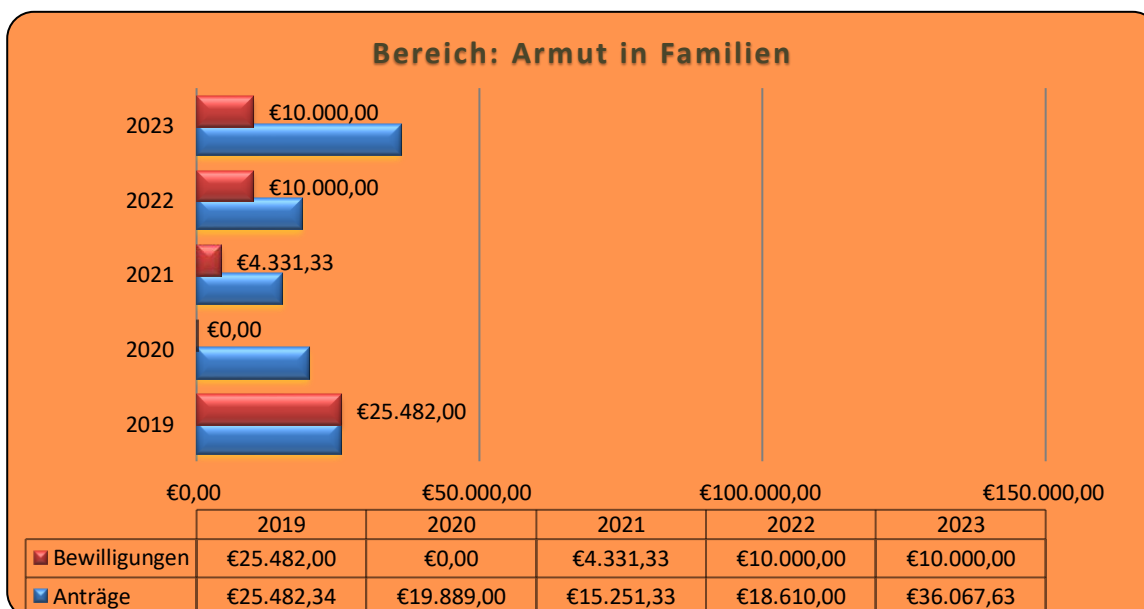 Bereich: Armut in Familien
2023 €10.000,00
2022 €10.000,00
2021 €4.331,33
2020 €0,00
2019 €25.482,00
€0,00 €50.000,00 €100.000,00 €150.000,00
2019 2020 2021 2022 2023
Bewilligungen €25.482,00 €0,00 €4.331,33 €10.000,00 €10.000,00
Anträge €25.482,34 €19.889,00 €15.251,33 €18.610,00 €36.067,63